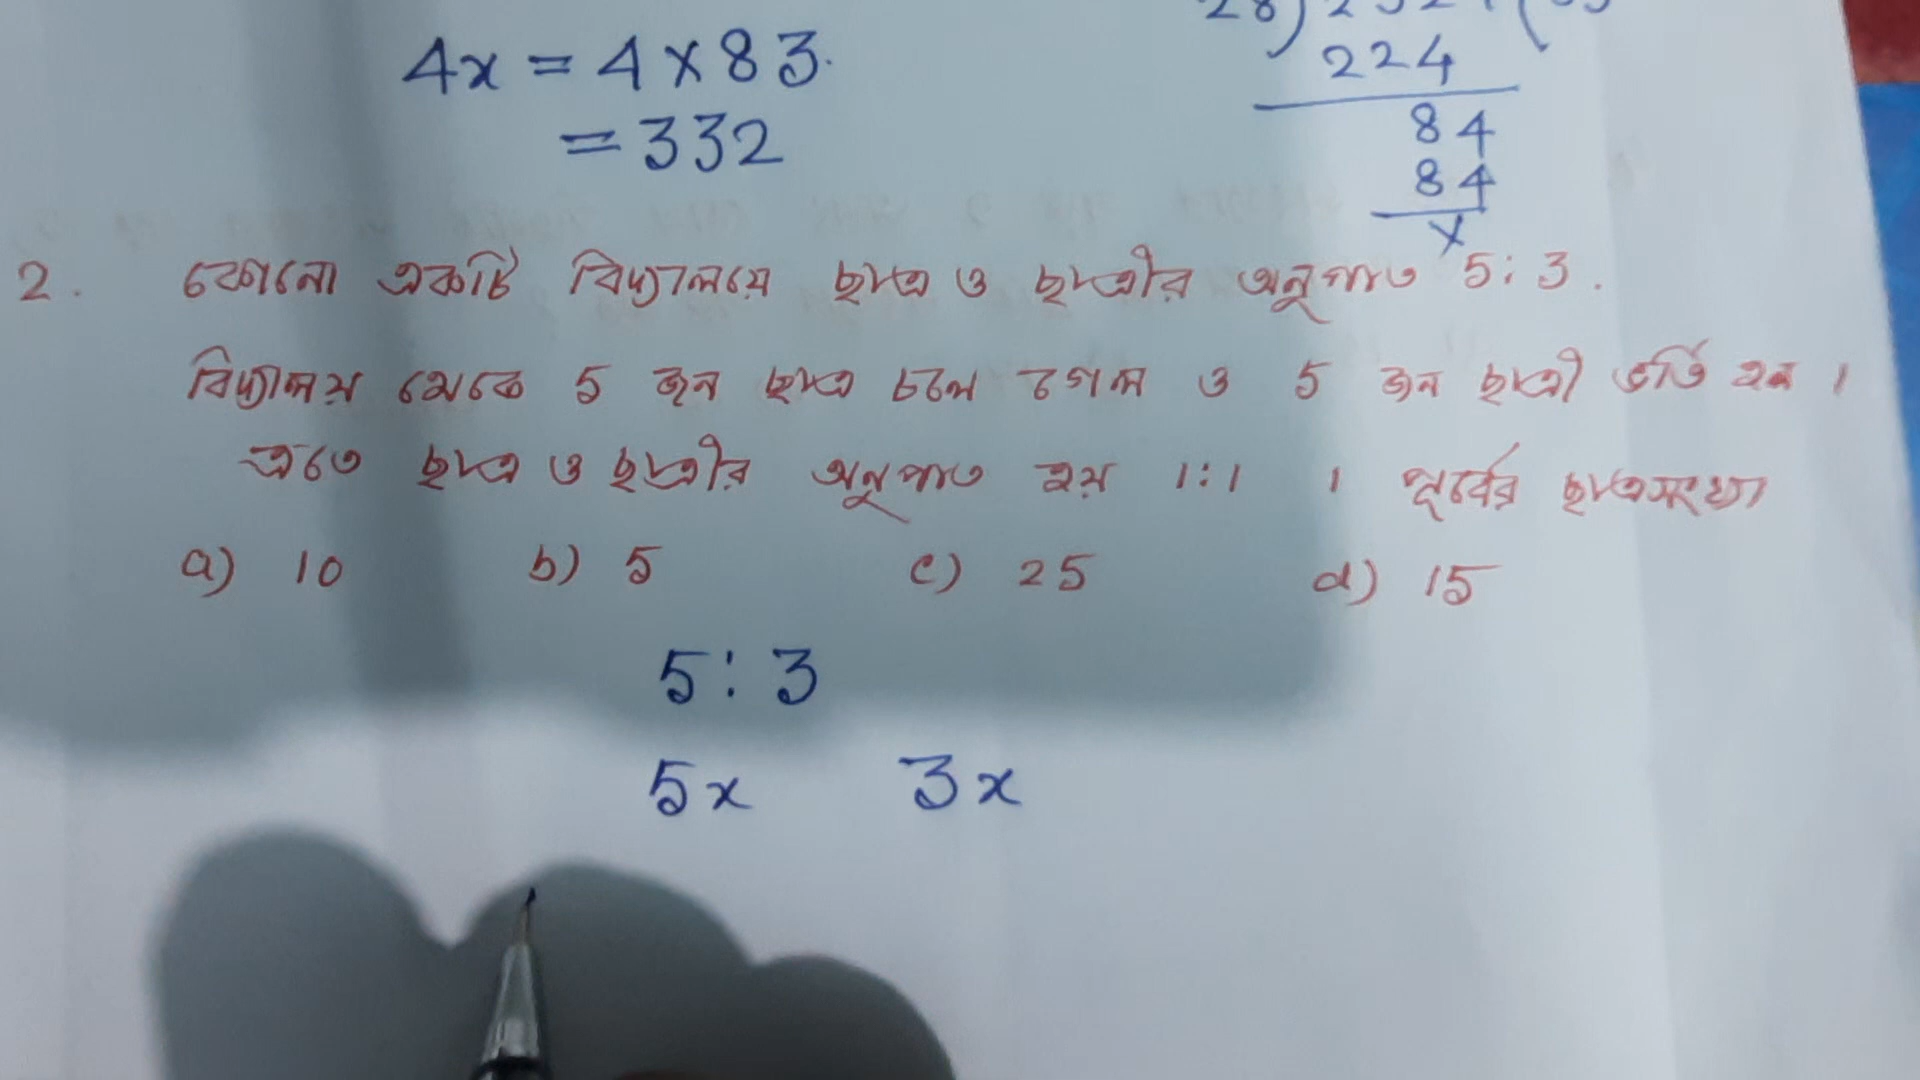 4x = 4 × 83.
= 332
224
84
84
×
2. কোনো একটি বিদ্যালয়ে ছাত্র ও ছাত্রীর অনুপাত 5 : 3 .
বিদ্যালয় থেকে 5 জন ছাত্র চলে গেল ও 5 জন ছাত্রী ভর্তি হল ।
এতে ছাত্র ও ছাত্রীর অনুপাত হয় 1 : 1 । পূর্বের ছাত্রসংখ্যা
a) 10 b) 5 c) 25 d) 15
5 : 3
5x 3x